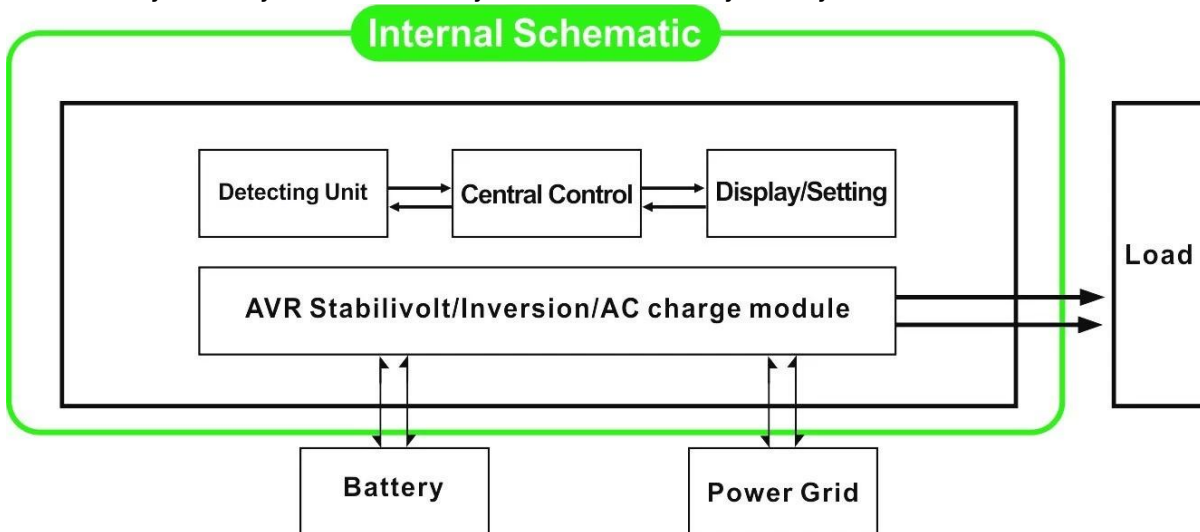 Internal Schematic
Detecting Unit
Central Control
Display/Setting
AVR Stabilivolt/Inversion/AC charge module
Load
Battery
Power Grid